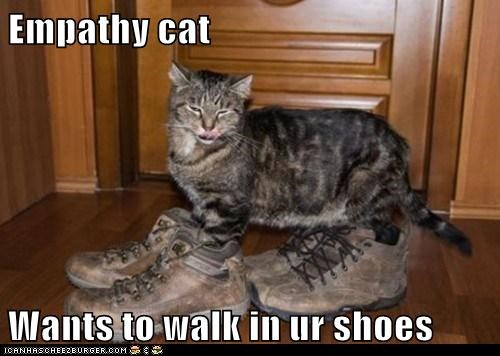 Empathy cat
Wants to walk in ur shoes
ICANHASCHEEZBURGER.COM